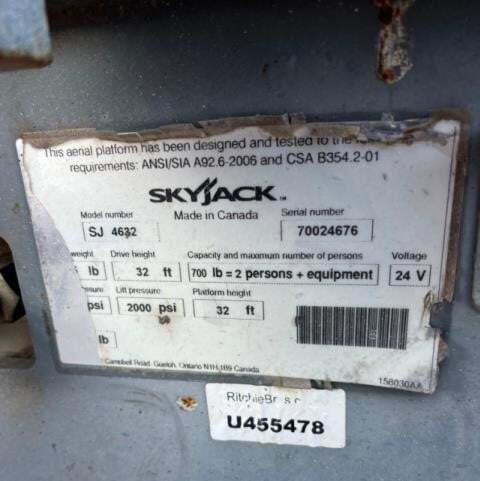 This aerial platform has been designed and tested to the
requirements: ANSI/SIA A92.6-2006 and CSA B354.2-01
SKYJACK
Model number Made in Canada Serial number
SJ 4632 70024676
Drive height Capacity and maximum number of persons Voltage
lb 32 ft 700 lb = 2 persons + equipment 24 V
Lift pressure Platform height
psi 2000 psi 32 ft
lb
Campbell Road Guelph, Ontario N1H 1B9 Canada
158030AA
U455478